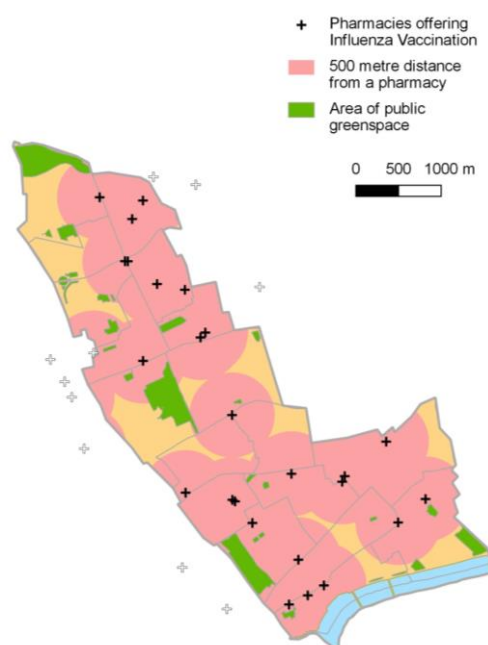 Pharmacies offering
Influenza Vaccination
500 metre distance
from a pharmacy
Area of public
greenspace
0 500 1000 m